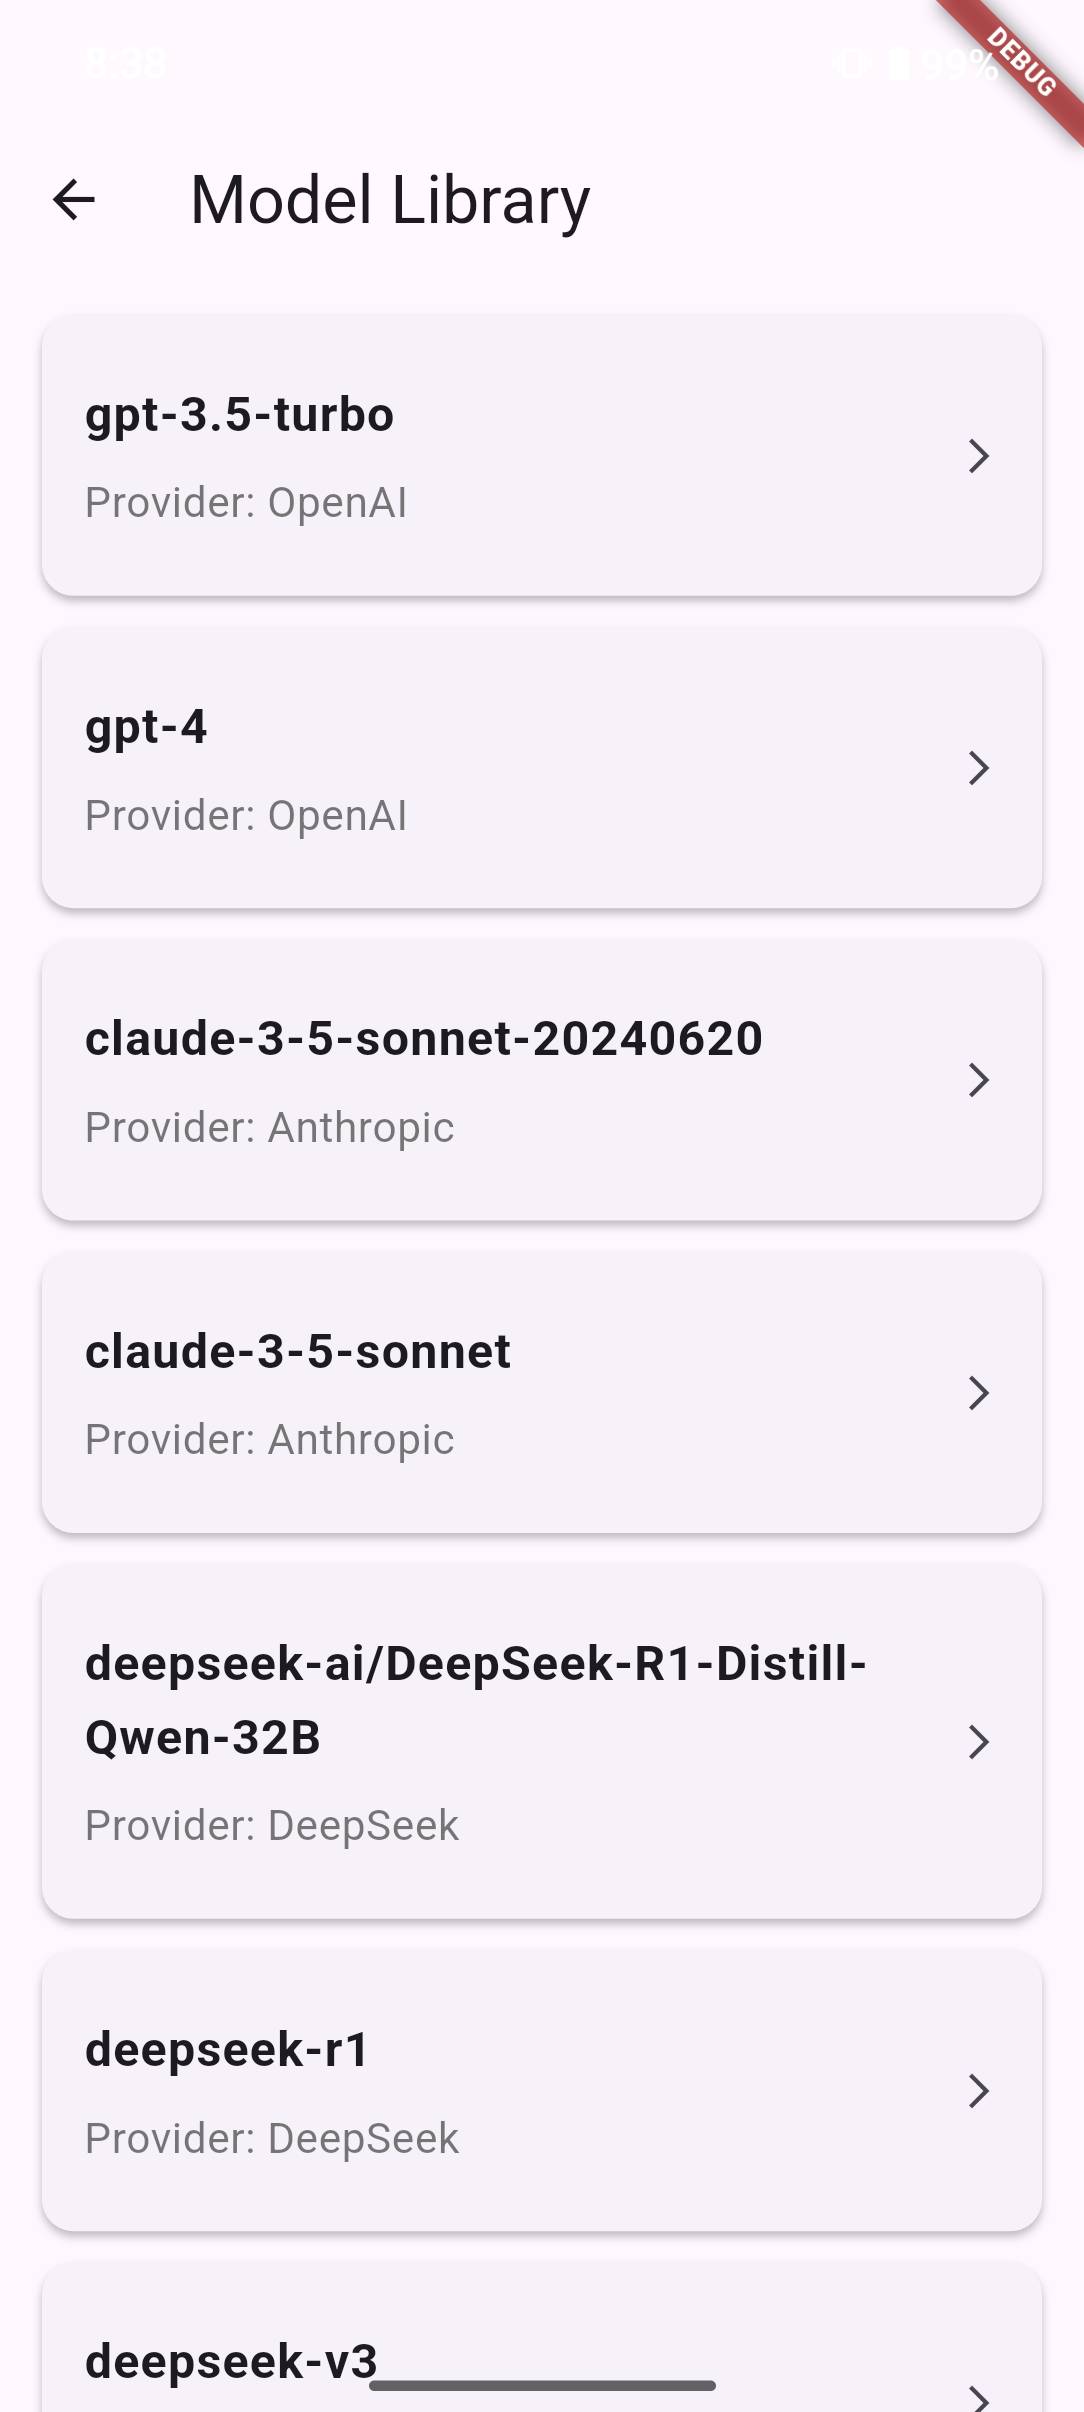 8:38
99%
DEBUG
Model Library
gpt-3.5-turbo
Provider: OpenAI
gpt-4
Provider: OpenAI
claude-3-5-sonnet-20240620
Provider: Anthropic
claude-3-5-sonnet
Provider: Anthropic
deepseek-ai/DeepSeek-R1-Distill-
Qwen-32B
Provider: DeepSeek
deepseek-r1
Provider: DeepSeek
deepseek-v3